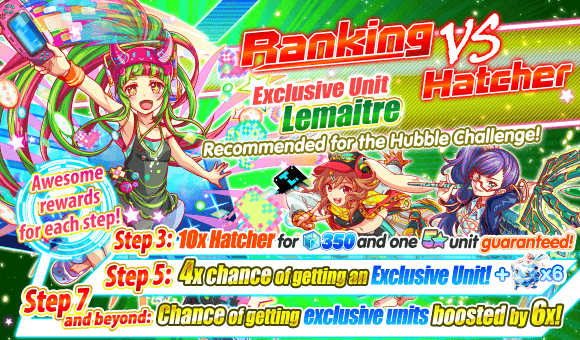 Ranking VS
Hatcher
Exclusive Unit
Lemaitre
Recommended for the Hubble Challenge!
Awesome
rewards
for each step!
Step 3: 10x Hatcher for 350 and one 5★ unit guaranteed!
Step 5: 4x chance of getting an Exclusive Unit! + x6
Step 7
and beyond: Chance of getting exclusive units boosted by 6x!